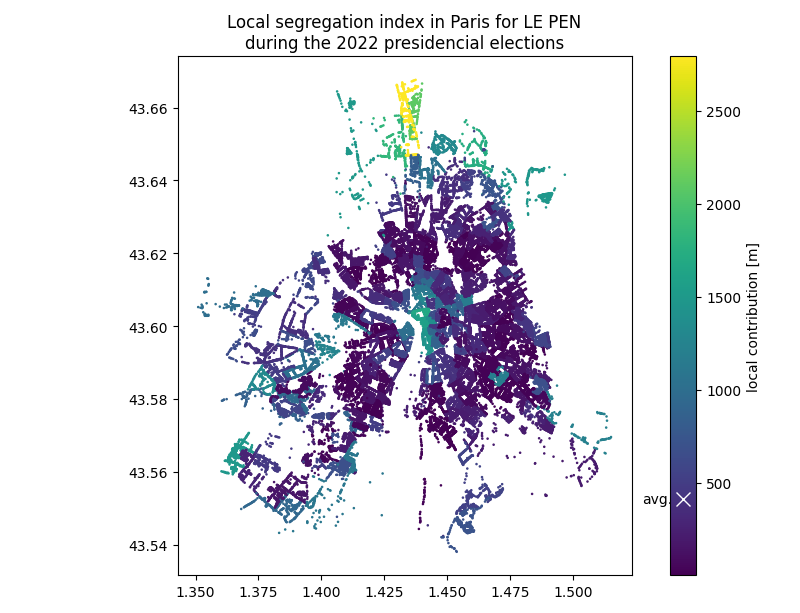 Local segregation index in Paris for LE PEN
during the 2022 presidencial elections
43.66
43.64
43.62
43.60
43.58
43.56
43.54
1.350 1.375 1.400 1.425 1.450 1.475 1.500
2500
2000
1500
1000
500
avg.
local contribution [m]